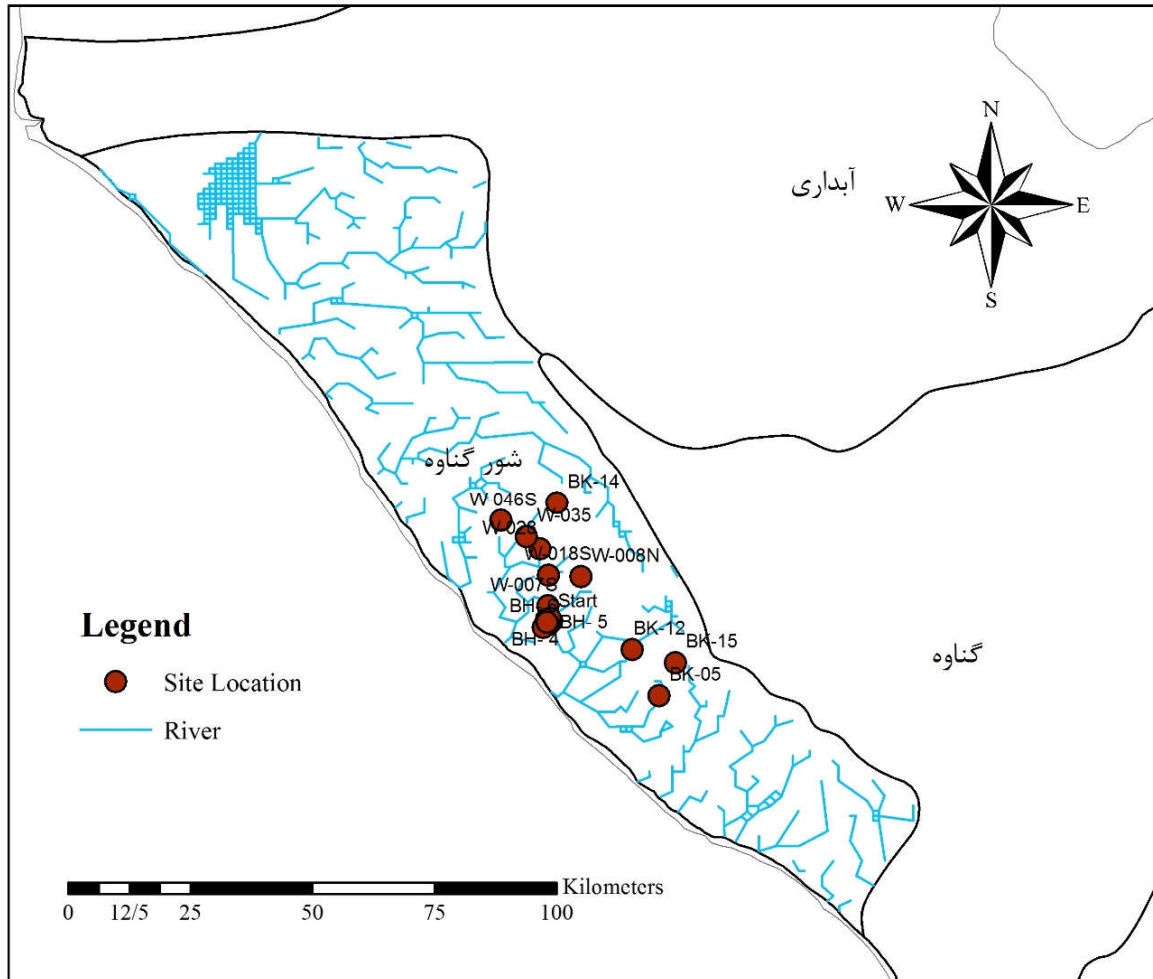 N
آبداری
W E
S
شور گناوه
BK-14
W 046S
W-035
W-028
W-018S
W-008N
W-007S
BH-6
Start
BH- 5
BH- 4
BK-12
BK-15
BK-05
گناوه
Legend
Site Location
River
Kilometers
0 12/5 25 50 75 100